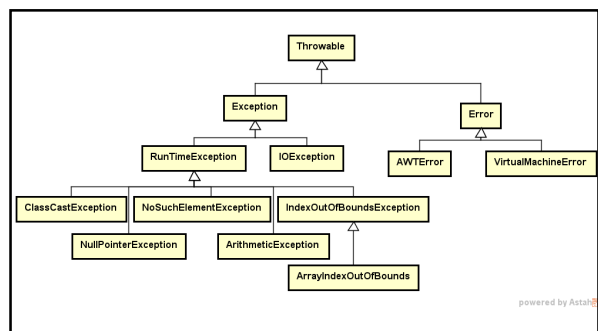 Throwable
Exception
Error
RunTimeException
IOException
AWTError
VirtualMachineError
ClassCastException
NoSuchElementException
IndexOutOfBoundsException
NullPointerException
ArithmeticException
ArrayIndexOutOfBounds
powered by Astah